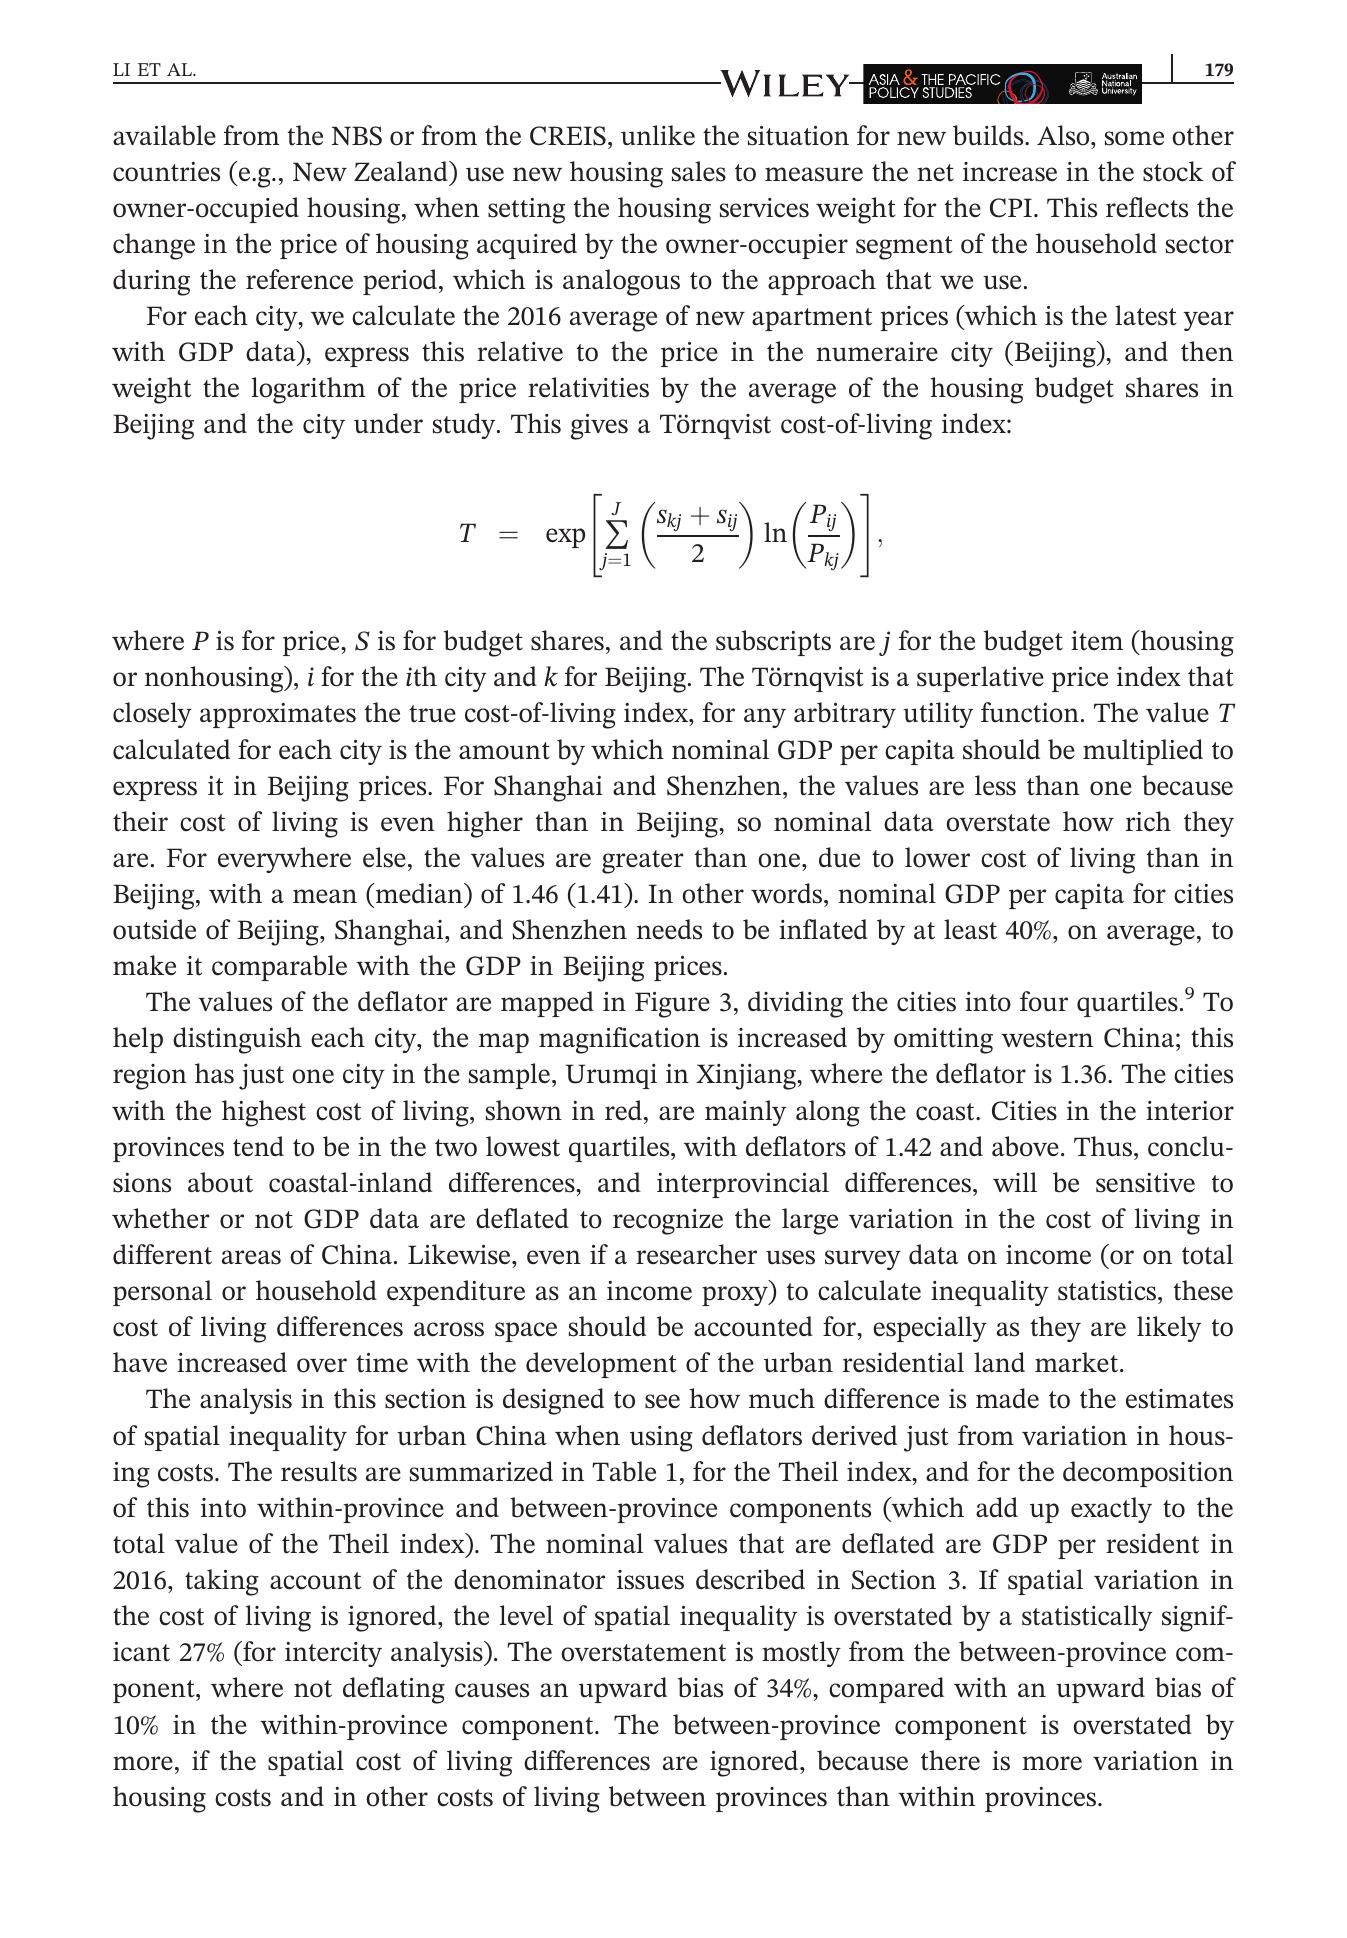 LI ET AL.
WILEY
ASIA & THE PACIFIC
POLICY STUDIES
Australian
National
University
179
available from the NBS or from the CREIS, unlike the situation for new builds. Also, some other
countries (e.g., New Zealand) use new housing sales to measure the net increase in the stock of
owner-occupied housing, when setting the housing services weight for the CPI. This reflects the
change in the price of housing acquired by the owner-occupier segment of the household sector
during the reference period, which is analogous to the approach that we use.
For each city, we calculate the 2016 average of new apartment prices (which is the latest year
with GDP data), express this relative to the price in the numeraire city (Beijing), and then
weight the logarithm of the price relativities by the average of the housing budget shares in
Beijing and the city under study. This gives a Törnqvist cost-of-living index:
T = exp[∑_{j=1}^{J} ((s_{kj} + s_{ij})/2) ln(P_{ij}/P_{kj})],
where P is for price, S is for budget shares, and the subscripts are j for the budget item (housing
or nonhousing), i for the ith city and k for Beijing. The Törnqvist is a superlative price index that
closely approximates the true cost-of-living index, for any arbitrary utility function. The value T
calculated for each city is the amount by which nominal GDP per capita should be multiplied to
express it in Beijing prices. For Shanghai and Shenzhen, the values are less than one because
their cost of living is even higher than in Beijing, so nominal data overstate how rich they
are. For everywhere else, the values are greater than one, due to lower cost of living than in
Beijing, with a mean (median) of 1.46 (1.41). In other words, nominal GDP per capita for cities
outside of Beijing, Shanghai, and Shenzhen needs to be inflated by at least 40%, on average, to
make it comparable with the GDP in Beijing prices.
The values of the deflator are mapped in Figure 3, dividing the cities into four quartiles.⁹ To
help distinguish each city, the map magnification is increased by omitting western China; this
region has just one city in the sample, Urumqi in Xinjiang, where the deflator is 1.36. The cities
with the highest cost of living, shown in red, are mainly along the coast. Cities in the interior
provinces tend to be in the two lowest quartiles, with deflators of 1.42 and above. Thus, conclu-
sions about coastal-inland differences, and interprovincial differences, will be sensitive to
whether or not GDP data are deflated to recognize the large variation in the cost of living in
different areas of China. Likewise, even if a researcher uses survey data on income (or on total
personal or household expenditure as an income proxy) to calculate inequality statistics, these
cost of living differences across space should be accounted for, especially as they are likely to
have increased over time with the development of the urban residential land market.
The analysis in this section is designed to see how much difference is made to the estimates
of spatial inequality for urban China when using deflators derived just from variation in hous-
ing costs. The results are summarized in Table 1, for the Theil index, and for the decomposition
of this into within-province and between-province components (which add up exactly to the
total value of the Theil index). The nominal values that are deflated are GDP per resident in
2016, taking account of the denominator issues described in Section 3. If spatial variation in
the cost of living is ignored, the level of spatial inequality is overstated by a statistically signif-
icant 27% (for intercity analysis). The overstatement is mostly from the between-province com-
ponent, where not deflating causes an upward bias of 34%, compared with an upward bias of
10% in the within-province component. The between-province component is overstated by
more, if the spatial cost of living differences are ignored, because there is more variation in
housing costs and in other costs of living between provinces than within provinces.